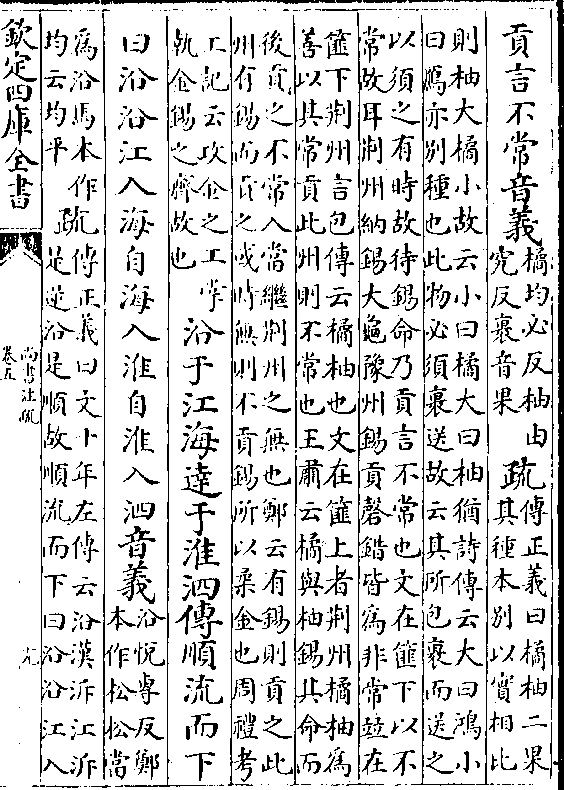 貢言不常音義橘均必反柚由
究反裹音果
疏傳正義曰橘柚二果
其種本別以實相比
則柚大橘小故云小曰橘大曰柚猶詩傳云大曰鴻小
曰鴈亦別種也此物必須裹送故云其所包裹而送之
以須之有時故待錫命乃貢言不常也文在篚下以不
常故耳荆州納錫大龜豫州錫貢磬錯皆為非常並在
篚下荆州言包傳云橘柚也文在篚上者荆州橘柚為
善以其常貢此州則不常也王肅云橘與柚錫其命而
後貢之不常入當繼荆州之無也鄭云有錫則貢之此
州有錫而貢之或時無則不貢錫所以柔金也周禮考
工記云攻金之工掌
執金錫之齊故也
沿于江海達于淮泗傳順流而下
曰沿沿江入海自海入淮自淮入泗音義沿悅專反鄭
本作松松當
為沿馬本作
均云均平
疏傳正義曰文十年左傳云沿漢泝江泝
是逆沿是順故順流而下曰沿沿江入
欽定四庫全書
尚書注疏
卷五